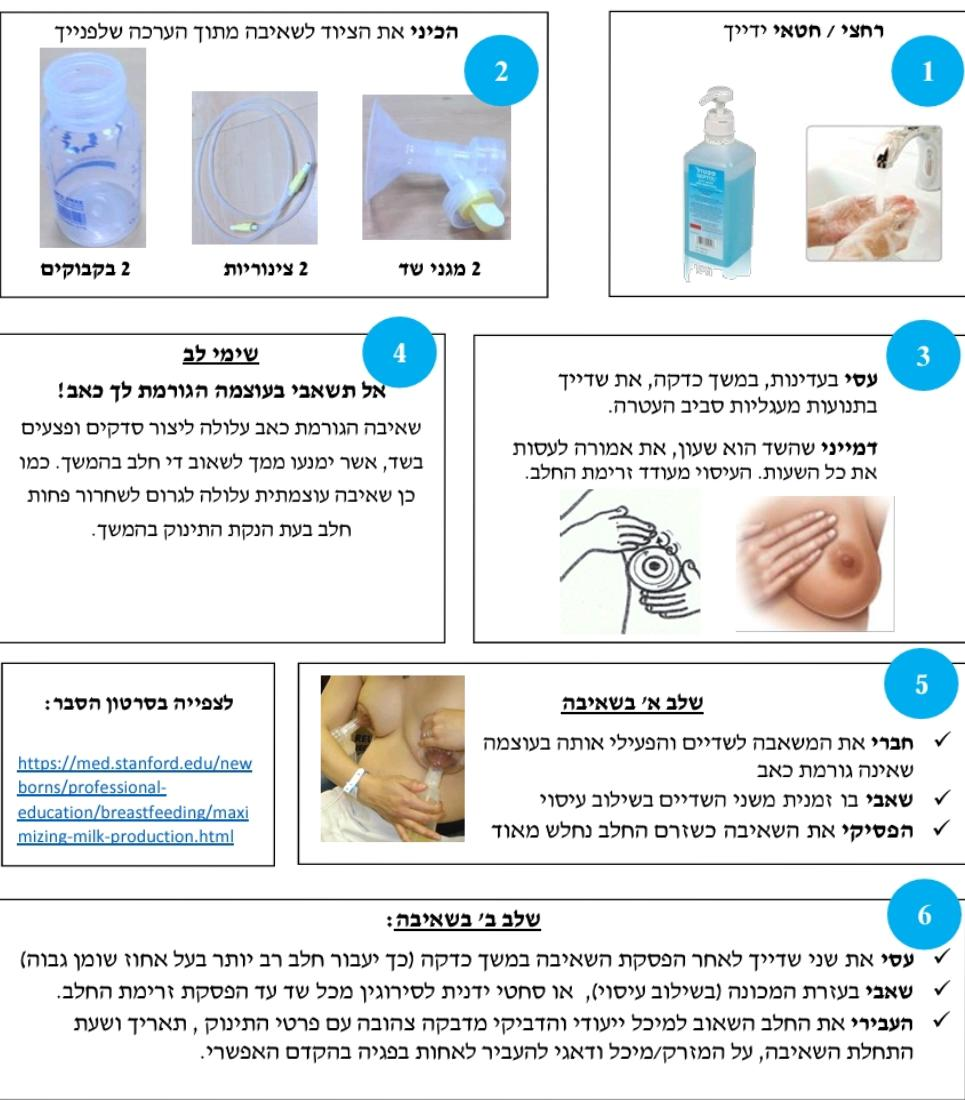 1
רחצי / חטאי ידייך
2
הכיני את הציוד לשאיבה מתוך הערכה שלפנייך
2 מגני שד
2 צינוריות
2 בקבוקים
3
עסי בעדינות, במשך כדקה, את שדייך
בתנועות מעגליות סביב העטרה.
דמייני שהשד הוא שעון, את אמורה לעסות
את כל השעות. העיסוי מעודד זרימת החלב.
4
שימי לב
אל תשאבי בעוצמה הגורמת לך כאב!
שאיבה הגורמת כאב עלולה ליצור סדקים ופצעים
בשד, אשר ימנעו ממך לשאוב די חלב בהמשך. כמו
כן שאיבה עוצמתית עלולה לגרום לשחרור פחות
חלב בעת הנקת התינוק בהמשך.
5
שלב א' בשאיבה
✓ חברי את המשאבה לשדיים והפעילי אותה בעוצמה
שאינה גורמת כאב
✓ שאבי בו זמנית משני השדיים בשילוב עיסוי
✓ הפסיקי את השאיבה כשזרם החלב נחלש מאוד
לצפייה בסרטון הסבר:
https://med.stanford.edu/new
borns/professional-
education/breastfeeding/maxi
mizing-milk-production.html
6
שלב ב' בשאיבה:
✓ עסי את שני שדייך לאחר הפסקת השאיבה במשך כדקה (כך יעבור חלב רב יותר בעל אחוז שומן גבוה)
✓ שאבי בעזרת המכונה (בשילוב עיסוי), או סחטי ידנית לסירוגין מכל שד עד הפסקת זרימת החלב.
✓ העבירי את החלב השאוב למיכל ייעודי והדביקי מדבקה צהובה עם פרטי התינוק , תאריך ושעת
התחלת השאיבה, על המזרק/מיכל ודאגי להעביר לאחות בפגיה בהקדם האפשרי.